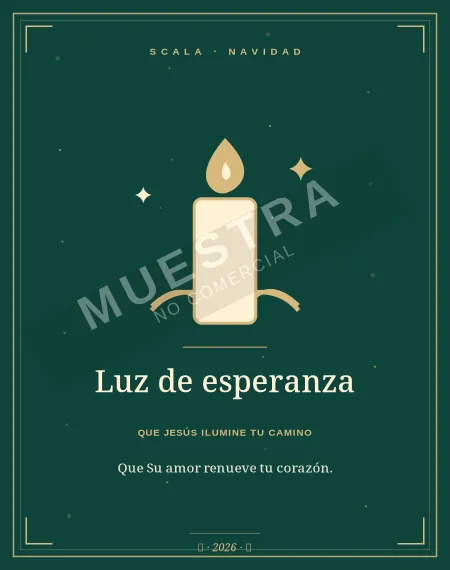 SCALA · NAVIDAD
MUESTRA
NO COMERCIAL
Luz de esperanza
QUE JESÚS ILUMINE TU CAMINO
Que Su amor renueve tu corazón.
· 2026 ·